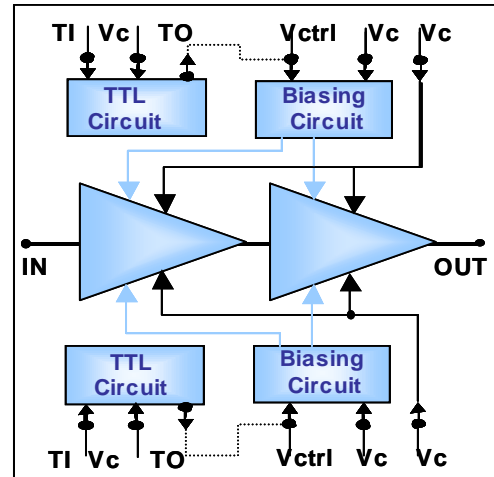 TI Vc TO Vctrl Vc Vc
TTL Circuit
Biasing Circuit
IN
OUT
TTL Circuit
Biasing Circuit
TI Vc TO Vctrl Vc Vc